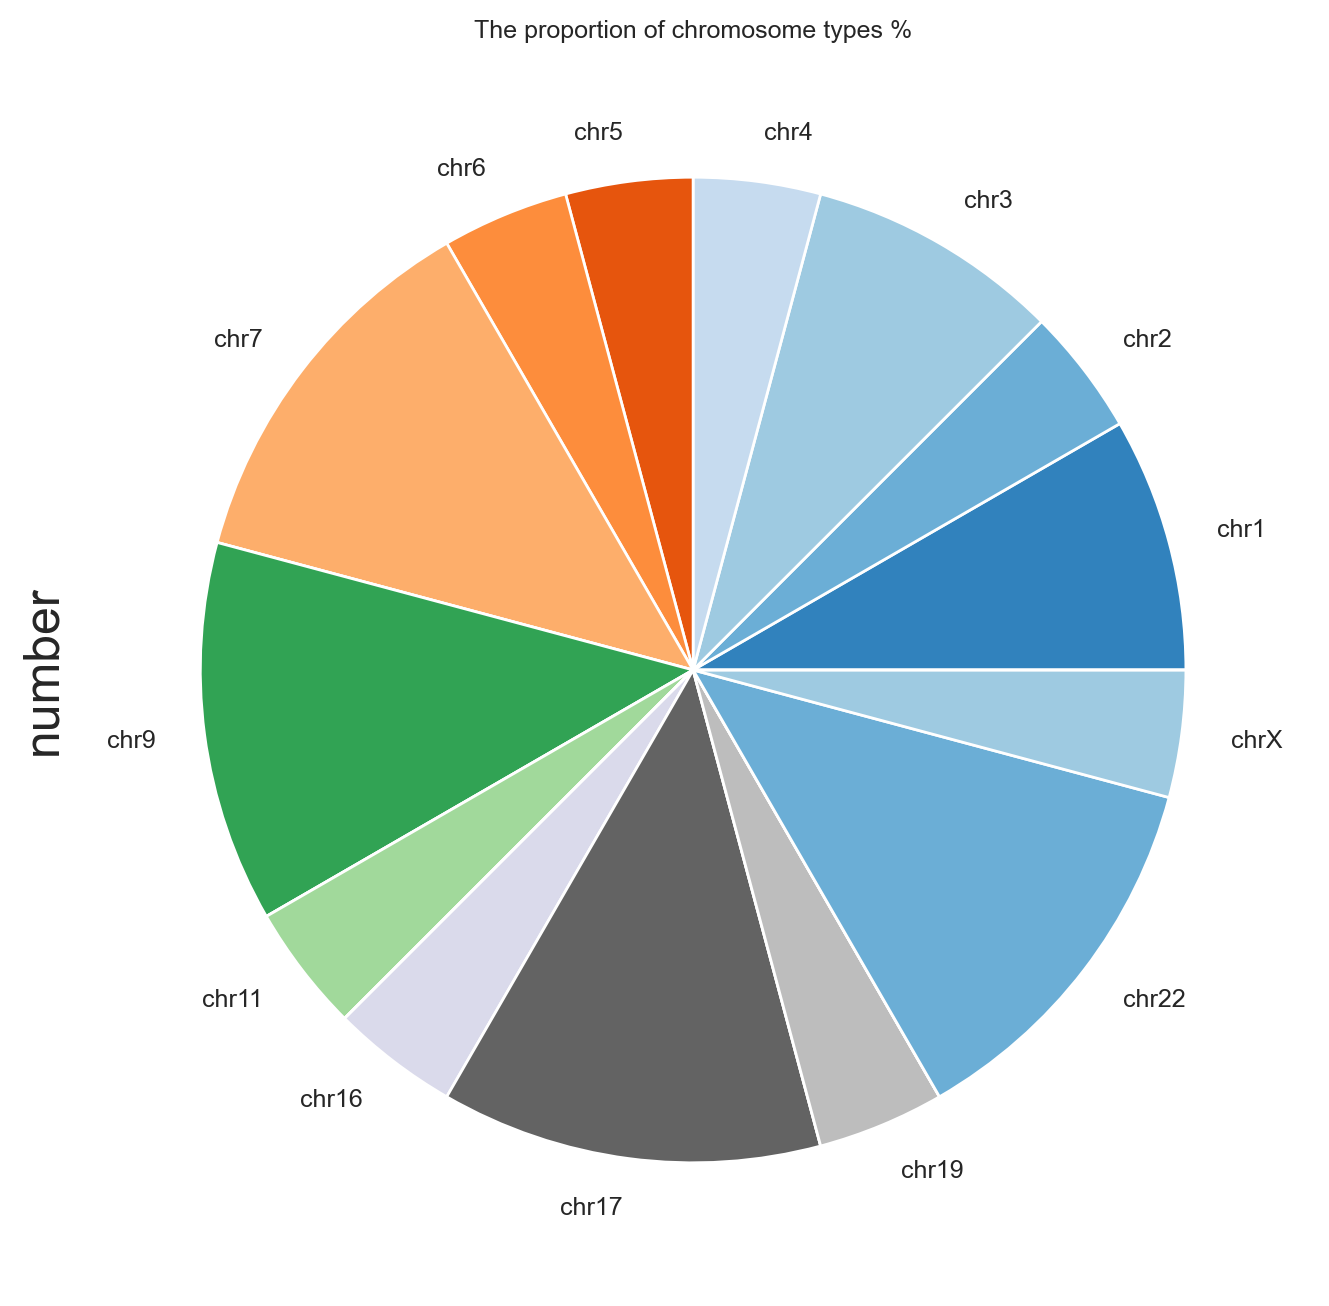 The proportion of chromosome types %
chr5
chr4
chr6
chr3
chr7
chr2
chr1
number
chr9
chrX
chr11
chr22
chr16
chr19
chr17